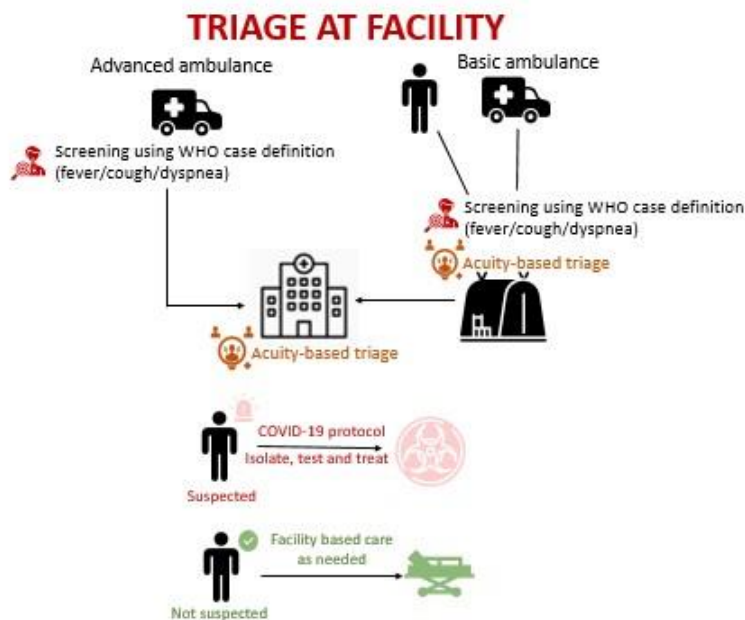 TRIAGE AT FACILITY
Advanced ambulance
Basic ambulance
Screening using WHO case definition
(fever/cough/dyspnea)
Screening using WHO case definition
(fever/cough/dyspnea)
Acuity-based triage
Acuity-based triage
COVID-19 protocol
Isolate, test and treat
Suspected
Facility based care
as needed
Not suspected